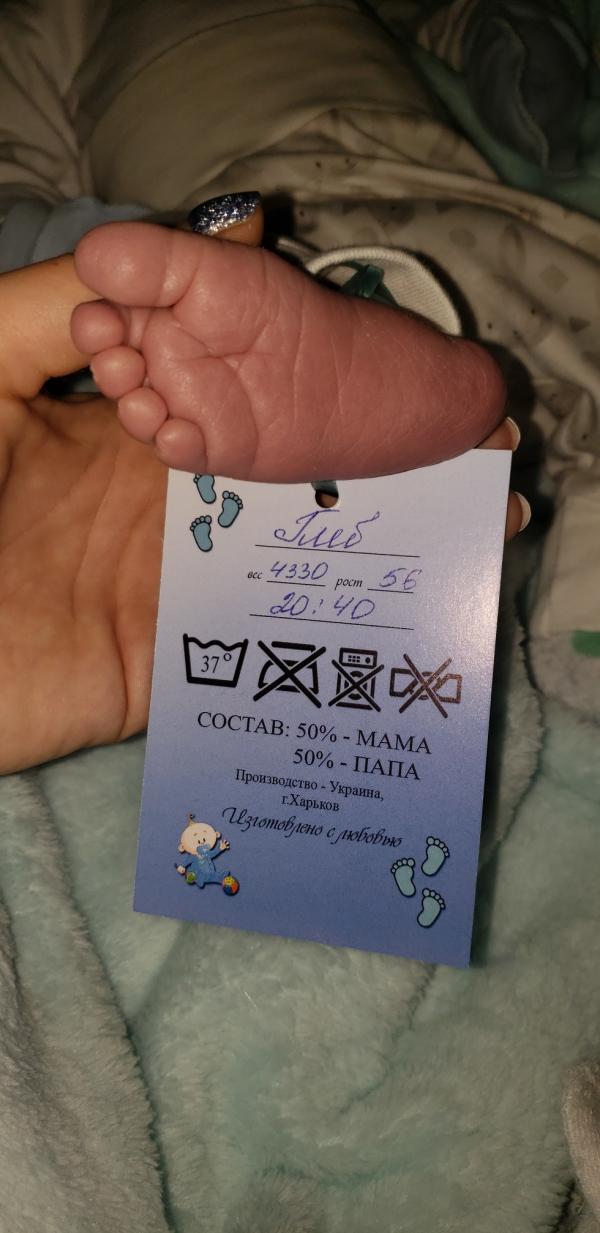 Глеб
вес 4330 рост 56
20:40
37°
СОСТАВ: 50% - МАМА
50% - ПАПА
Производство - Украина,
г.Харьков
Изготовлено с любовью